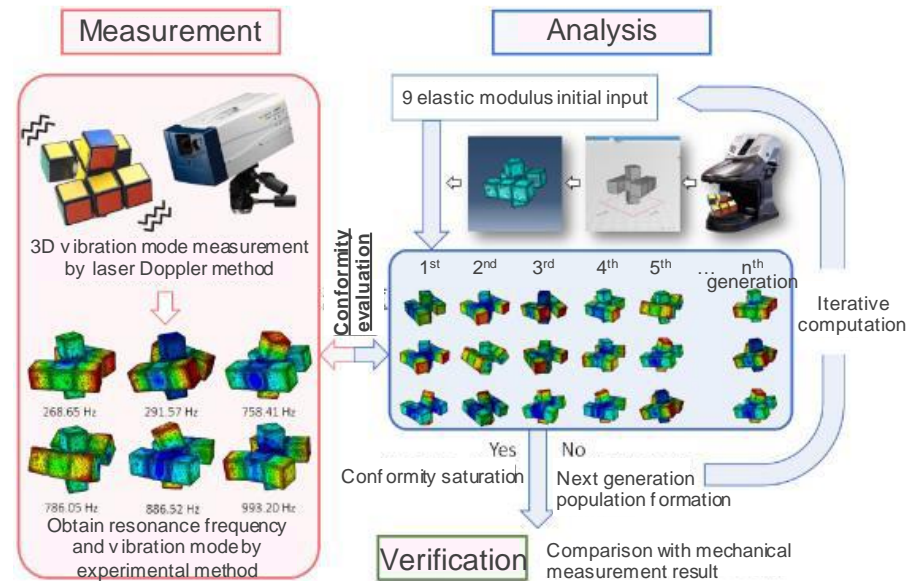 Measurement
3D vibration mode measurement
by laser Doppler method
268.65 Hz
291.57 Hz
758.41 Hz
786.05 Hz
886.52 Hz
993.20 Hz
Obtain resonance frequency
and vibration mode by
experimental method
Conformity
evaluation
Analysis
9 elastic modulus initial input
1st
2nd
3rd
4th
5th
... nth
generation
Iterative
computation
Yes
No
Conformity saturation
Next generation
population formation
Verification
Comparison with mechanical
measurement result